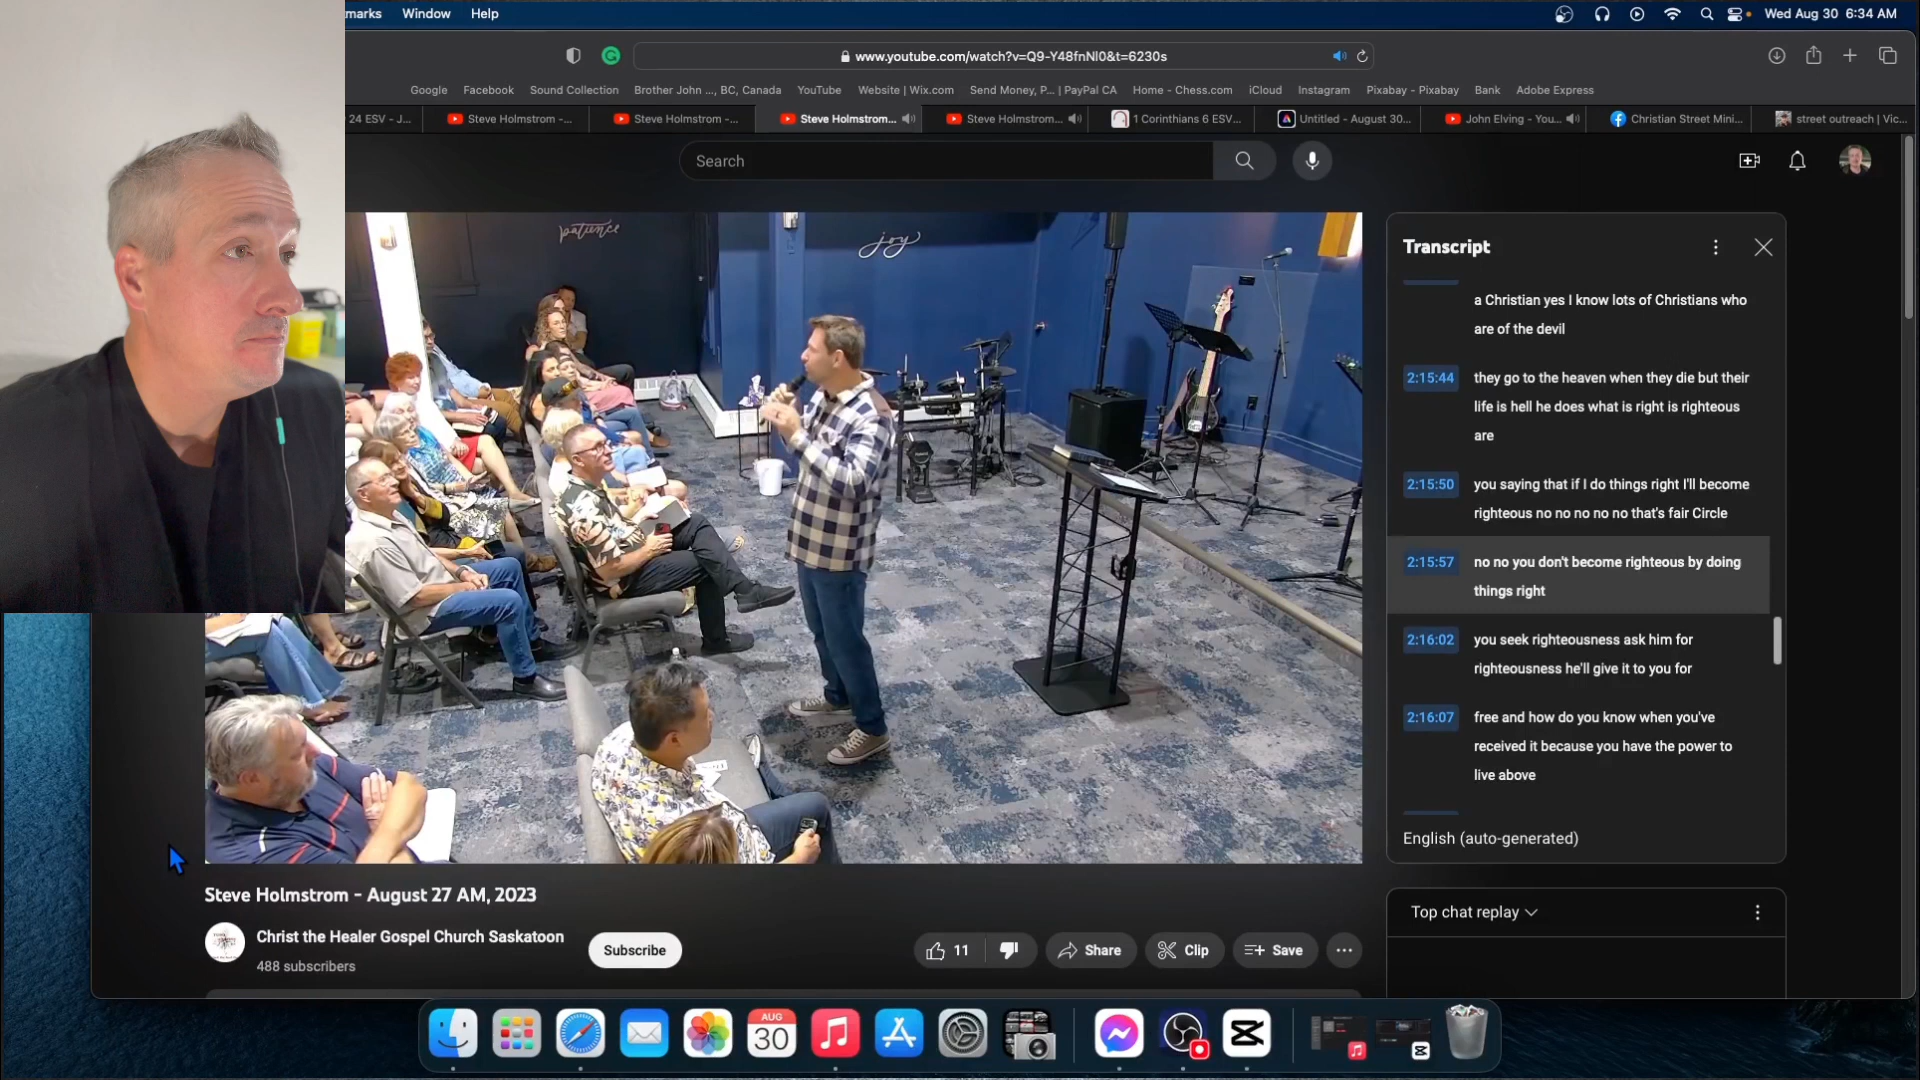 marks Window Help Wed Aug 30 6:34 AM
www.youtube.com/watch?v=Q9-Y48fnNl0&t=6230s
Google Facebook Sound Collection Brother John ..., BC, Canada YouTube Website | Wix.com Send Money, P... | PayPal CA Home - Chess.com iCloud Instagram Pixabay - Pixabay Bank Adobe Express
24 ESV - J... Steve Holmstrom -... Steve Holmstrom -... Steve Holmstrom... Steve Holmstrom... 1 Corinthians 6 ESV... Untitled - August 30... John Elving - You... Christian Street Mini... street outreach | Vic...
Search
patience
joy
Transcript
a Christian yes I know lots of Christians who
are of the devil
2:15:44 they go to the heaven when they die but their
life is hell he does what is right is righteous
are
2:15:50 you saying that if I do things right I'll become
righteous no no no no no that's fair Circle
2:15:57 no no you don't become righteous by doing
things right
2:16:02 you seek righteousness ask him for
righteousness he'll give it to you for
2:16:07 free and how do you know when you've
received it because you have the power to
live above
English (auto-generated)
Steve Holmstrom - August 27 AM, 2023
Christ the Healer Gospel Church Saskatoon
488 subscribers
Subscribe
11 Share Clip Save
Top chat replay
AUG
30